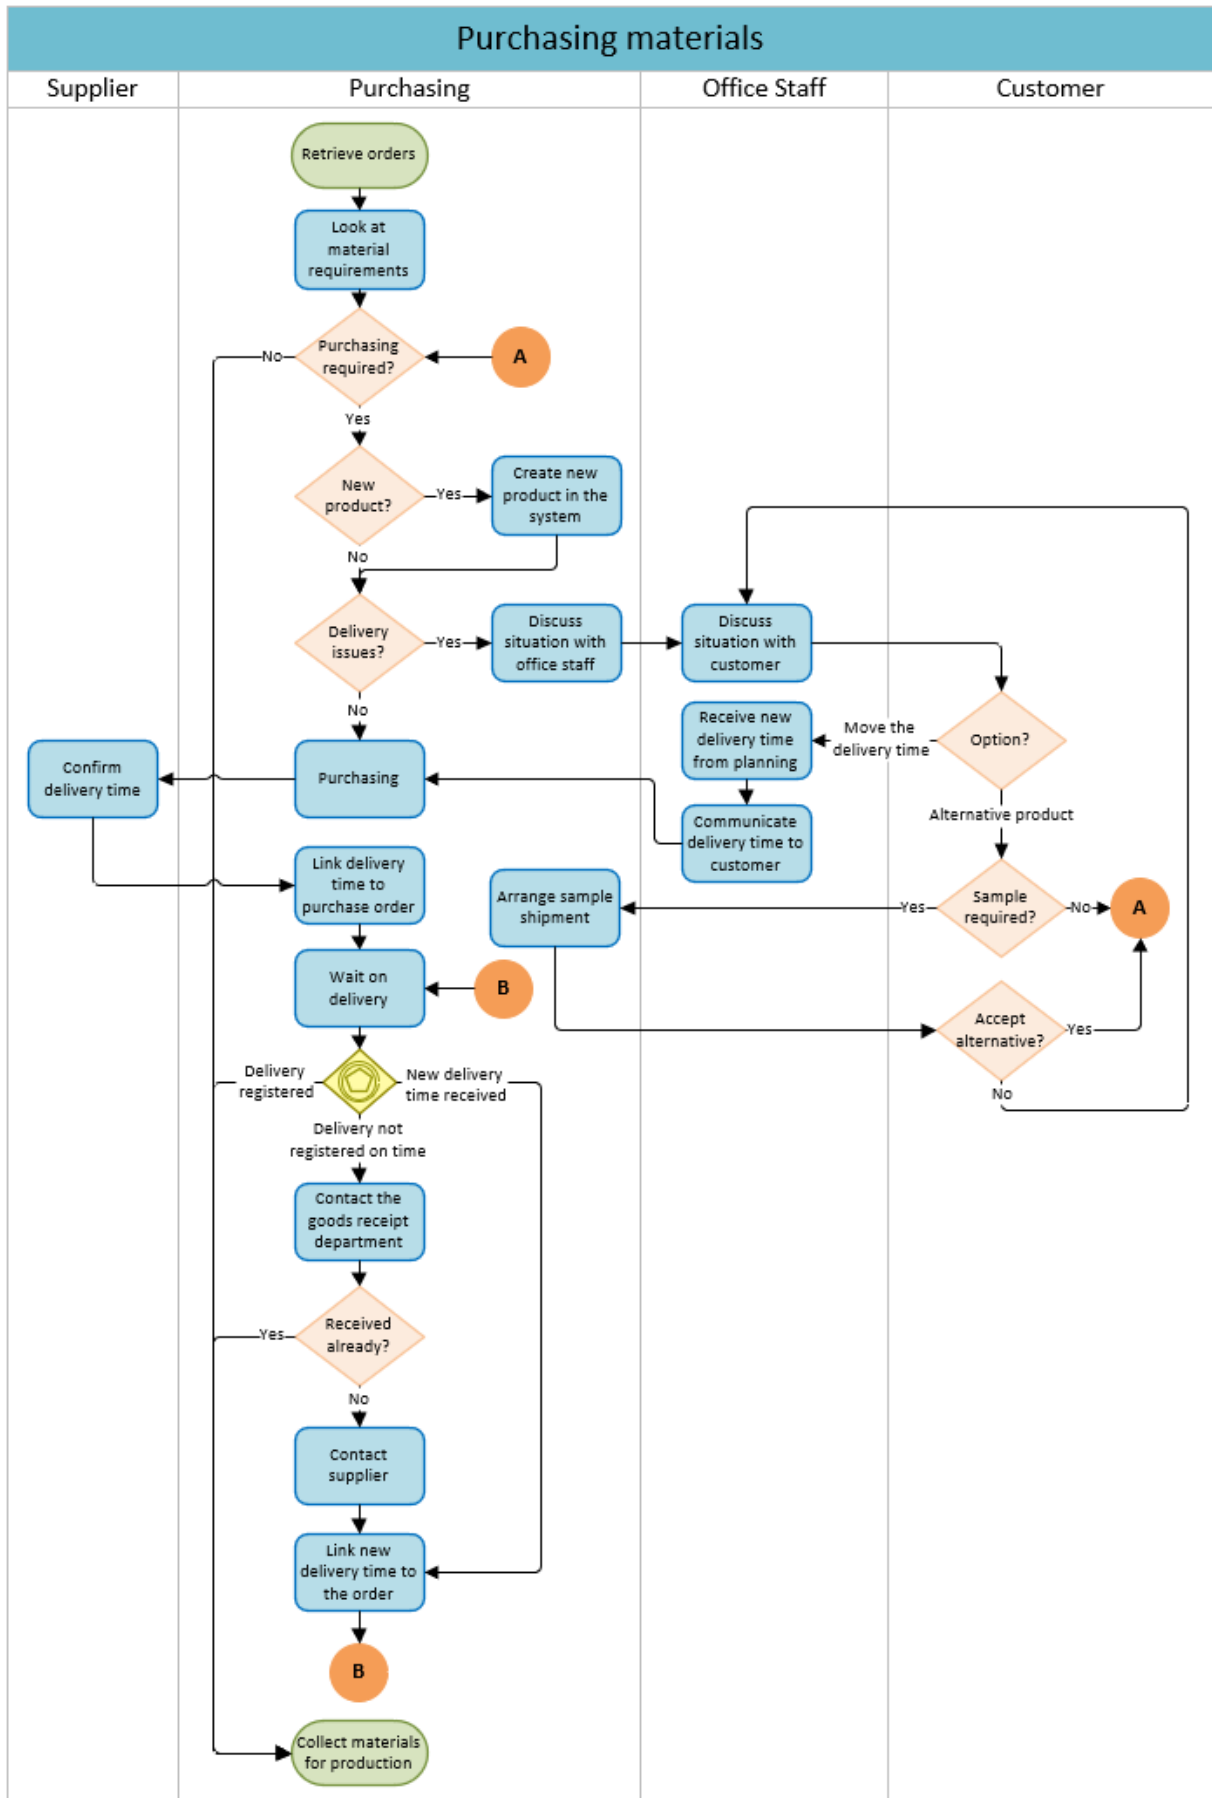 Purchasing materials
Supplier
Purchasing
Office Staff
Customer
Retrieve orders
Look at
material
requirements
Purchasing
required?
No
A
Yes
New
product?
Yes
Create new
product in the
system
No
Delivery
issues?
Yes
Discuss
situation with
office staff
Discuss
situation with
customer
No
Receive new
delivery time
from planning
Move the
delivery time
Option?
Confirm
delivery time
Purchasing
Communicate
delivery time to
customer
Alternative product
Link delivery
time to
purchase order
Arrange sample
shipment
Yes
Sample
required?
No
A
Wait on
delivery
B
Accept
alternative?
Yes
No
Delivery
registered
New delivery
time received
Delivery not
registered on time
Contact the
goods receipt
department
Received
already?
Yes
No
Contact
supplier
Link new
delivery time to
the order
B
Collect materials
for production